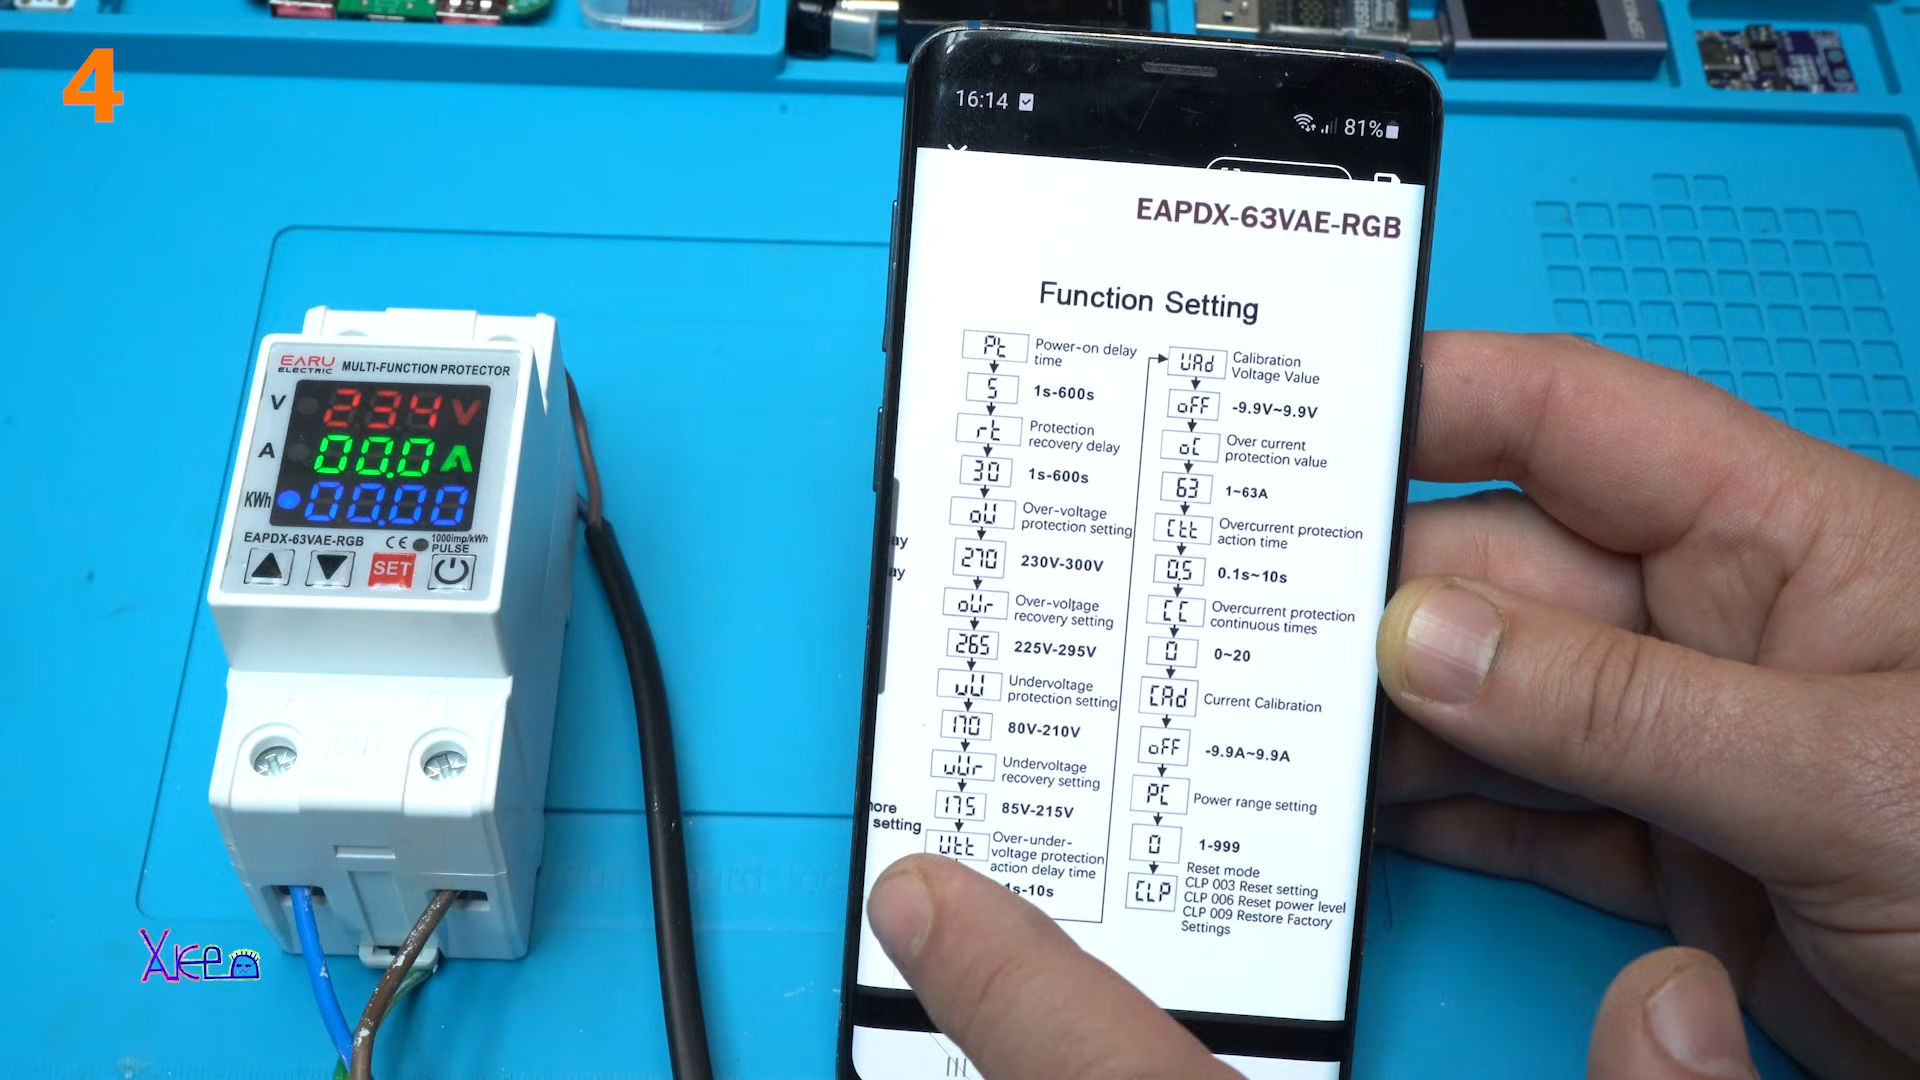 4
16:14
81%
EAPDX-63VAE-RGB
Function Setting
Pt
Power-on delay
time
S
1s-600s
rt
Protection
recovery delay
30
1s-600s
oU
Over-voltage
protection setting
270
230V-300V
oUr
Over-voltage
recovery setting
265
225V-295V
uU
Undervoltage
protection setting
170
80V-210V
uUr
Undervoltage
recovery setting
175
85V-215V
Utt
Over-under-
voltage protection
action delay time
1s-10s
UAd
Calibration
Voltage Value
oFF
-9.9V~9.9V
oC
Over current
protection value
63
1~63A
Ctt
Overcurrent protection
action time
0.5
0.1s~10s
CC
Overcurrent protection
continuous times
0
0~20
CAd
Current Calibration
oFF
-9.9A~9.9A
PC
Power range setting
0
1-999
CLP
Reset mode
CLP 003 Reset setting
CLP 006 Reset power level
CLP 009 Restore Factory
Settings
ay
ay
more
setting
EARU
ELECTRIC
MULTI-FUNCTION PROTECTOR
V
234V
A
00.0A
KWh
00.00
EAPDX-63VAE-RGB
CE
1000imp/kWh
PULSE
SET
OUT